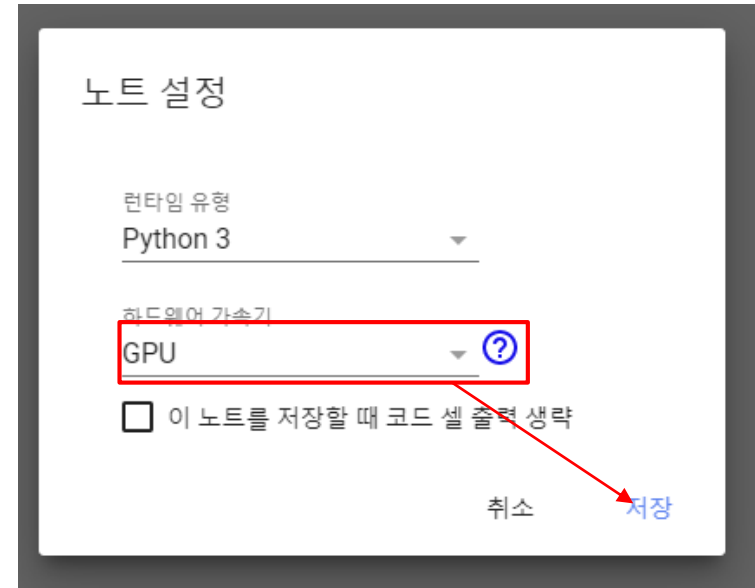 노트 설정
런타임 유형
Python 3
하드웨어 가속기
GPU
?
이 노트를 저장할 때 코드 셀 출력 생략
취소 저장